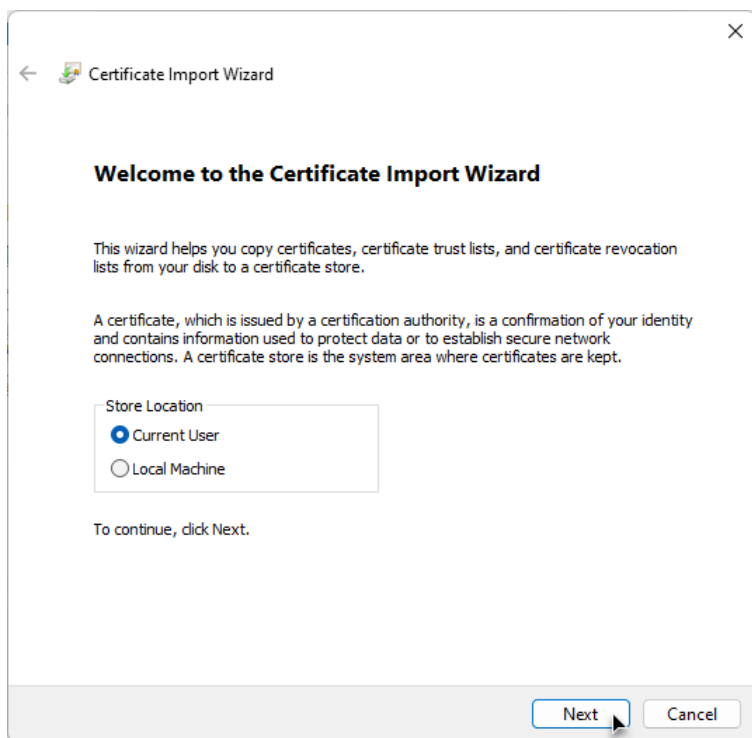 Certificate Import Wizard
Welcome to the Certificate Import Wizard
This wizard helps you copy certificates, certificate trust lists, and certificate revocation
lists from your disk to a certificate store.
A certificate, which is issued by a certification authority, is a confirmation of your identity
and contains information used to protect data or to establish secure network
connections. A certificate store is the system area where certificates are kept.
Store Location
Current User
Local Machine
To continue, click Next.
Next
Cancel